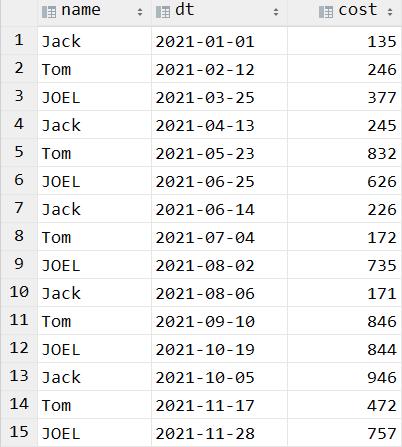 name dt cost
1 Jack 2021-01-01 135
2 Tom 2021-02-12 246
3 JOEL 2021-03-25 377
4 Jack 2021-04-13 245
5 Tom 2021-05-23 832
6 JOEL 2021-06-25 626
7 Jack 2021-06-14 226
8 Tom 2021-07-04 172
9 JOEL 2021-08-02 735
10 Jack 2021-08-06 171
11 Tom 2021-09-10 846
12 JOEL 2021-10-19 844
13 Jack 2021-10-05 946
14 Tom 2021-11-17 472
15 JOEL 2021-11-28 757